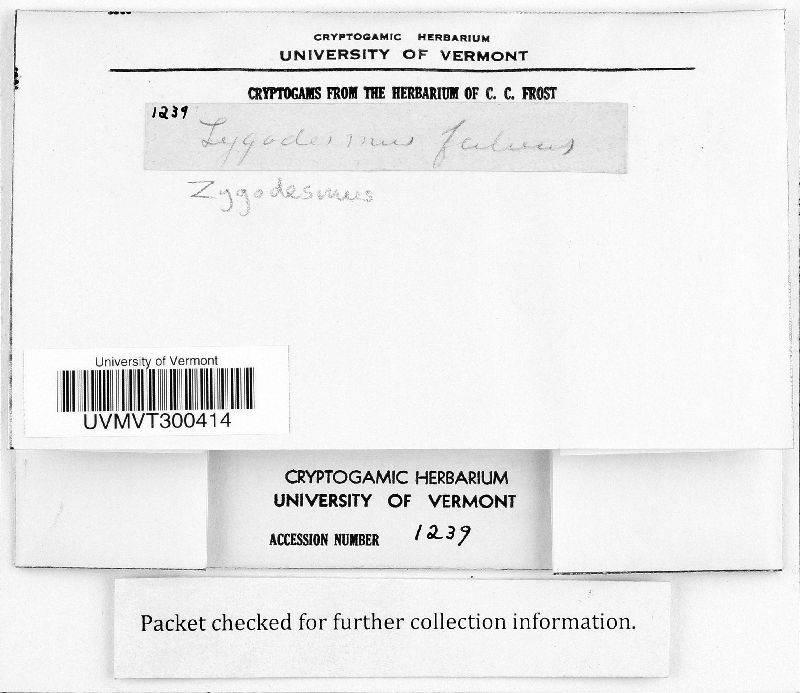 CRYPTOGAMIC HERBARIUM
UNIVERSITY OF VERMONT
CRYPTOGAMS FROM THE HERBARIUM OF C. C. FROST
1239 Zygodesmus fulvus
Zygodesmus
University of Vermont
UVMVT300414
CRYPTOGAMIC HERBARIUM
UNIVERSITY OF VERMONT
ACCESSION NUMBER 1239
Packet checked for further collection information.